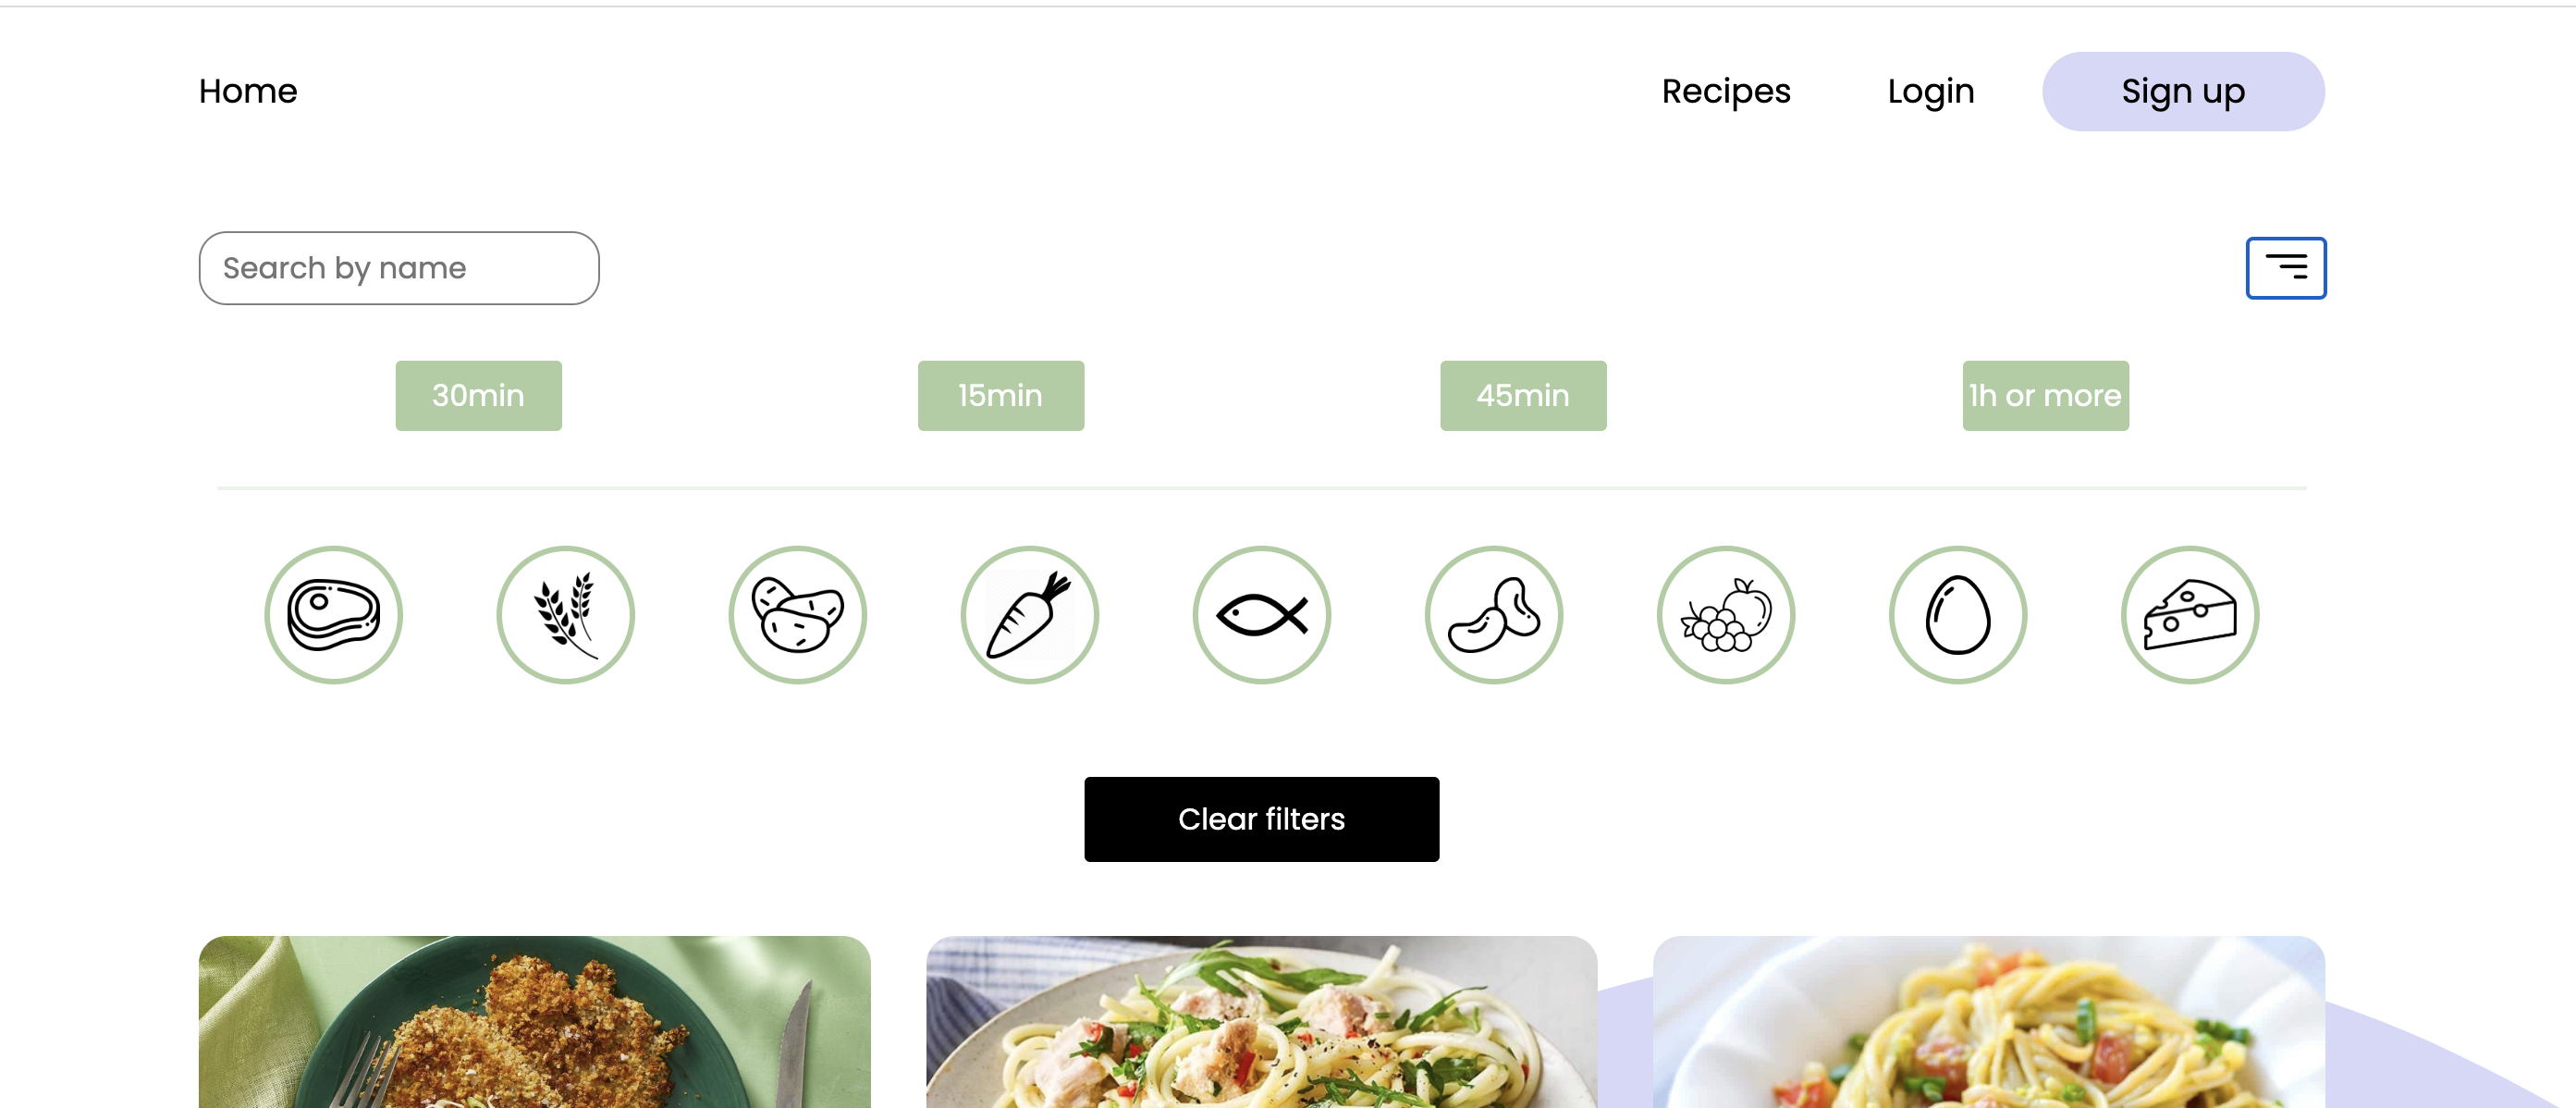 Home
Recipes
Login
Sign up
Search by name
30min
15min
45min
1h or more
Clear filters